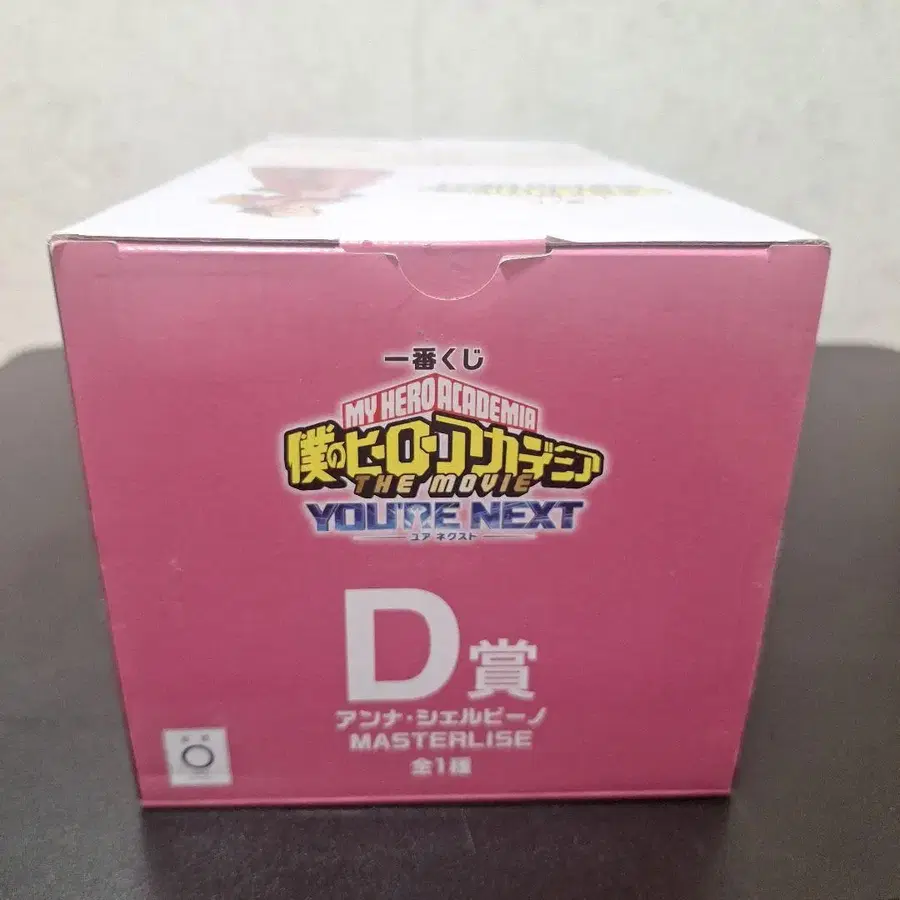 一番くじ
MY HERO ACADEMIA
僕のヒーローアカデミア
THE MOVIE
YOU'RE NEXT
ユア ネクスト
D賞
アンナ・シェルビーノ
MASTERLISE
全1種